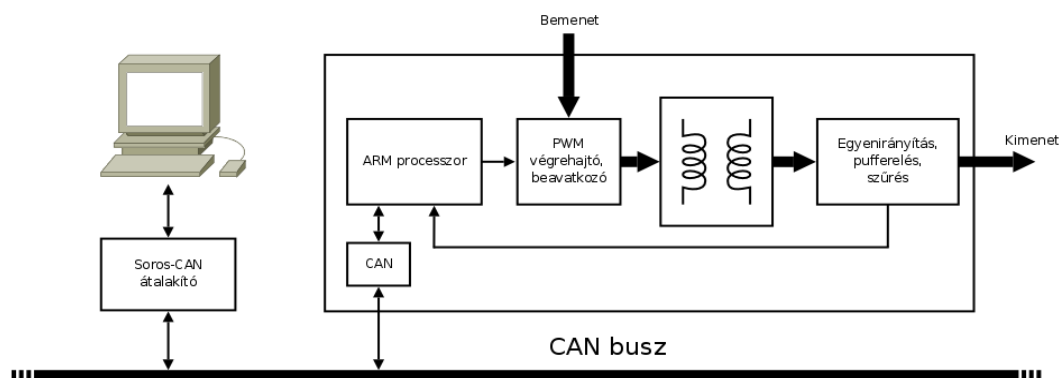 Bemenet
ARM processzor
PWM
végrehajtó,
beavatkozó
Egyenirányítás,
pufferelés,
szűrés
Kimenet
Soros-CAN
átalakító
CAN
CAN busz